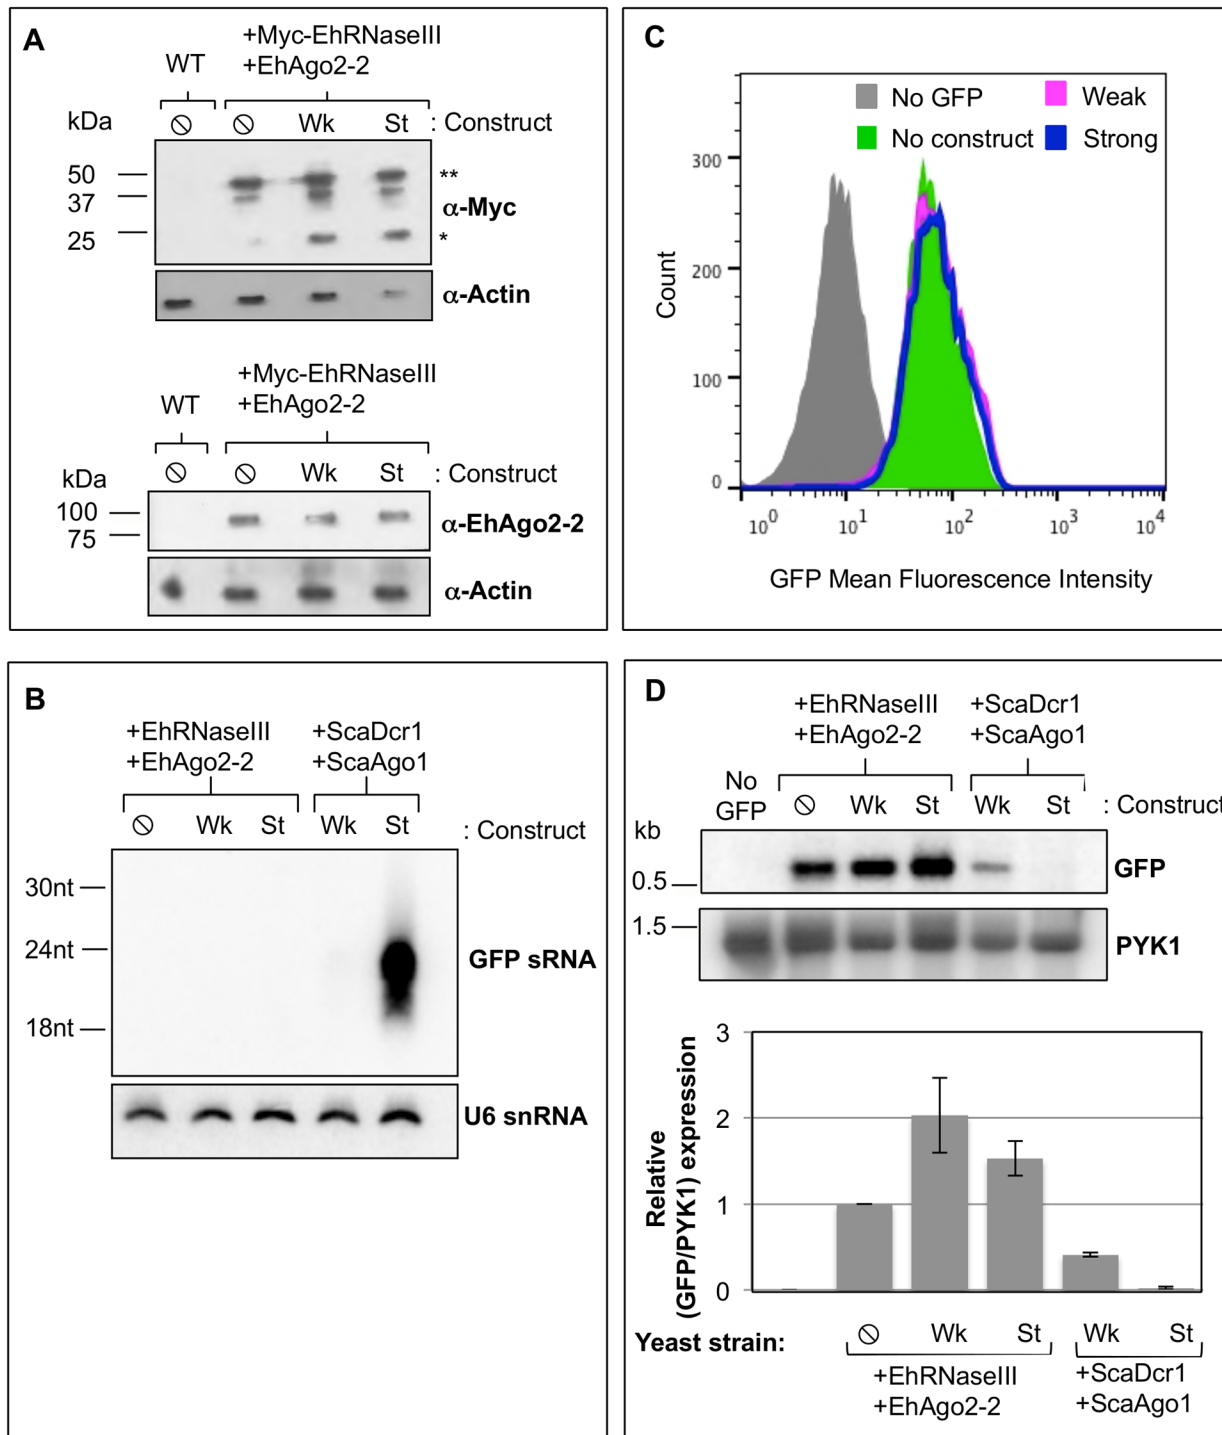 A
+Myc-EhRNaseIII
WT
+EhAgo2-2
kDa
Wk
St
: Construct
50
**
37
α-Myc
25
*
α-Actin
+Myc-EhRNaseIII
WT
+EhAgo2-2
kDa
Wk
St
: Construct
100
75
α-EhAgo2-2
α-Actin
B
+EhRNaseIII
+ScaDcr1
+EhAgo2-2
+ScaAgo1
Wk
St
Wk
St
: Construct
30nt
24nt
GFP sRNA
18nt
U6 snRNA
C
No GFP
Weak
No construct
Strong
300
200
100
0
Count
10^0
10^1
10^2
10^3
10^4
GFP Mean Fluorescence Intensity
D
+EhRNaseIII
+ScaDcr1
+EhAgo2-2
+ScaAgo1
No
GFP
Wk
St
Wk
St
: Construct
kb
0.5
GFP
1.5
PYK1
3
2
1
0
Relative
(GFP/PYK1) expression
Yeast strain:
Wk
St
Wk
St
+EhRNaseIII
+ScaDcr1
+EhAgo2-2
+ScaAgo1